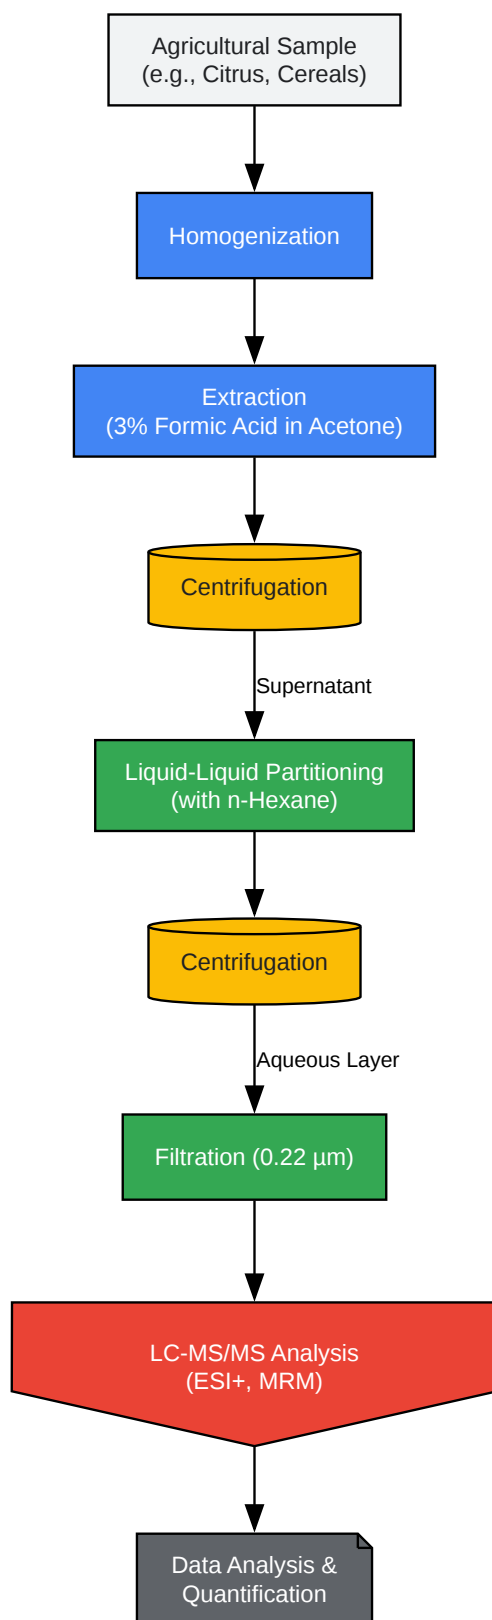 Agricultural Sample
(e.g., Citrus, Cereals)
Homogenization
Extraction
(3% Formic Acid in Acetone)
Centrifugation
Supernatant
Liquid-Liquid Partitioning
(with n-Hexane)
Centrifugation
Aqueous Layer
Filtration (0.22 µm)
LC-MS/MS Analysis
(ESI+, MRM)
Data Analysis &
Quantification